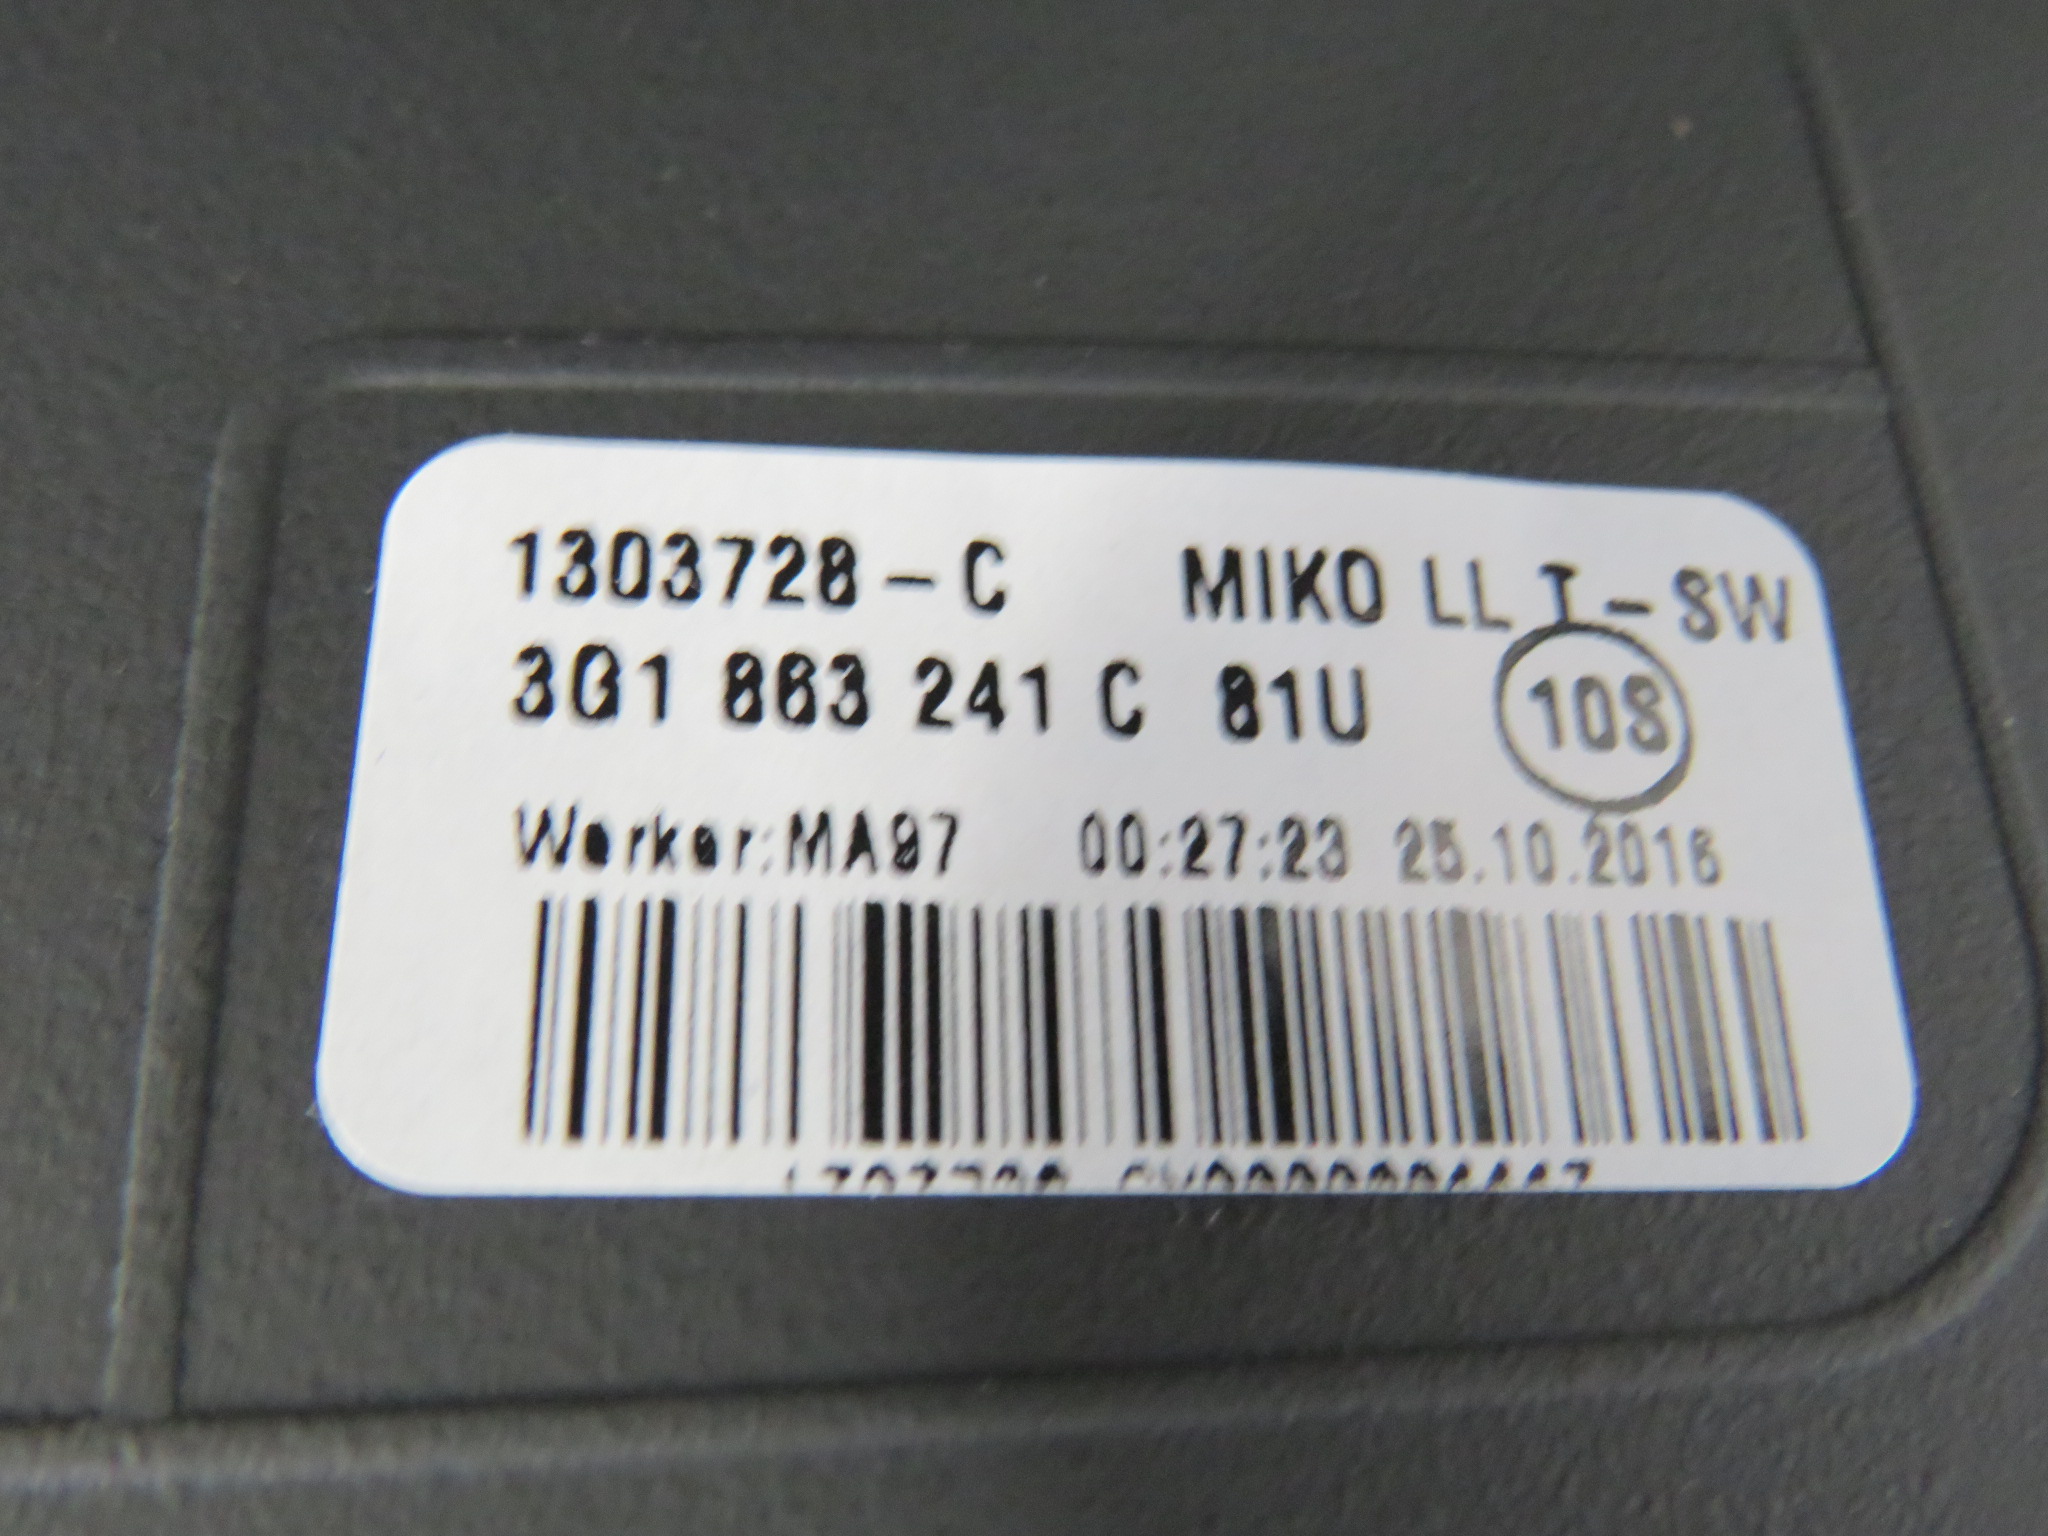 1303728-C MIKO LL T-SW
3G1 863 241 C 81U 108
Werker:MA97 00:27:23 25.10.2016